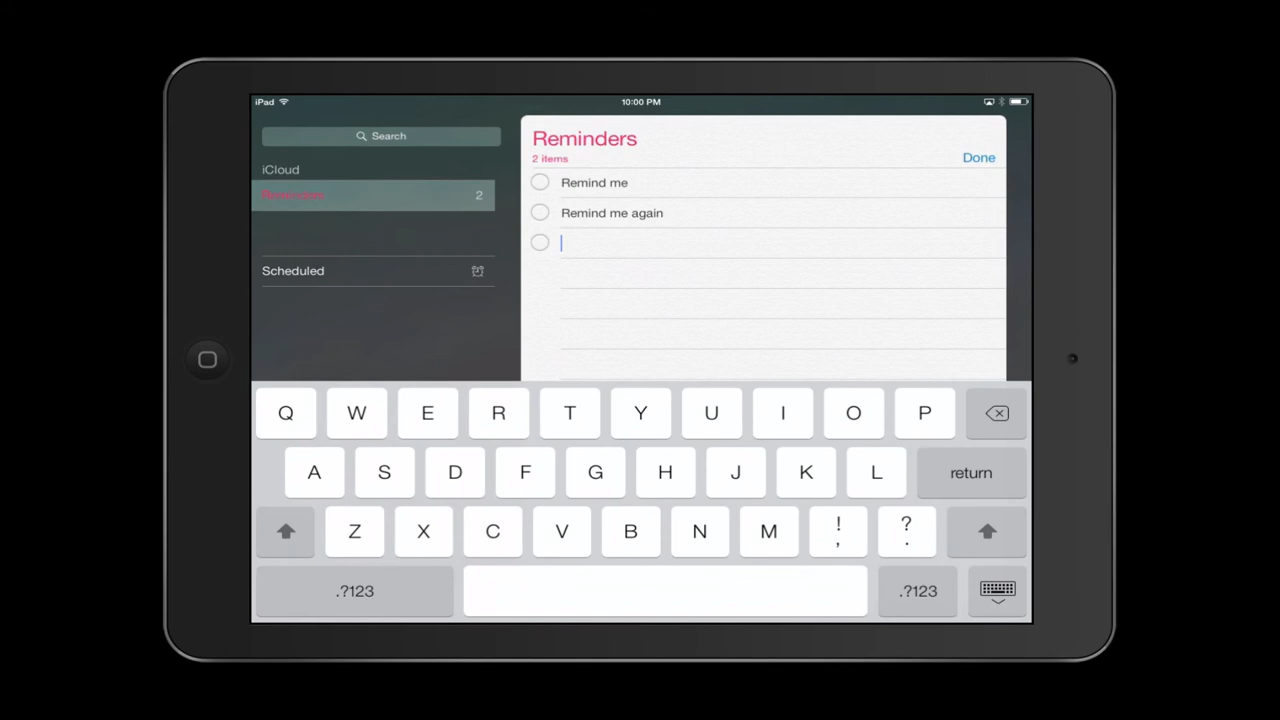 iPad 10:00 PM
Search
iCloud
Reminders 2
Scheduled
Reminders
2 items
Done
Remind me
Remind me again
Q W E R T Y U I O P
A S D F G H J K L return
Z X C V B N M ! , ? .
.?123 .?123